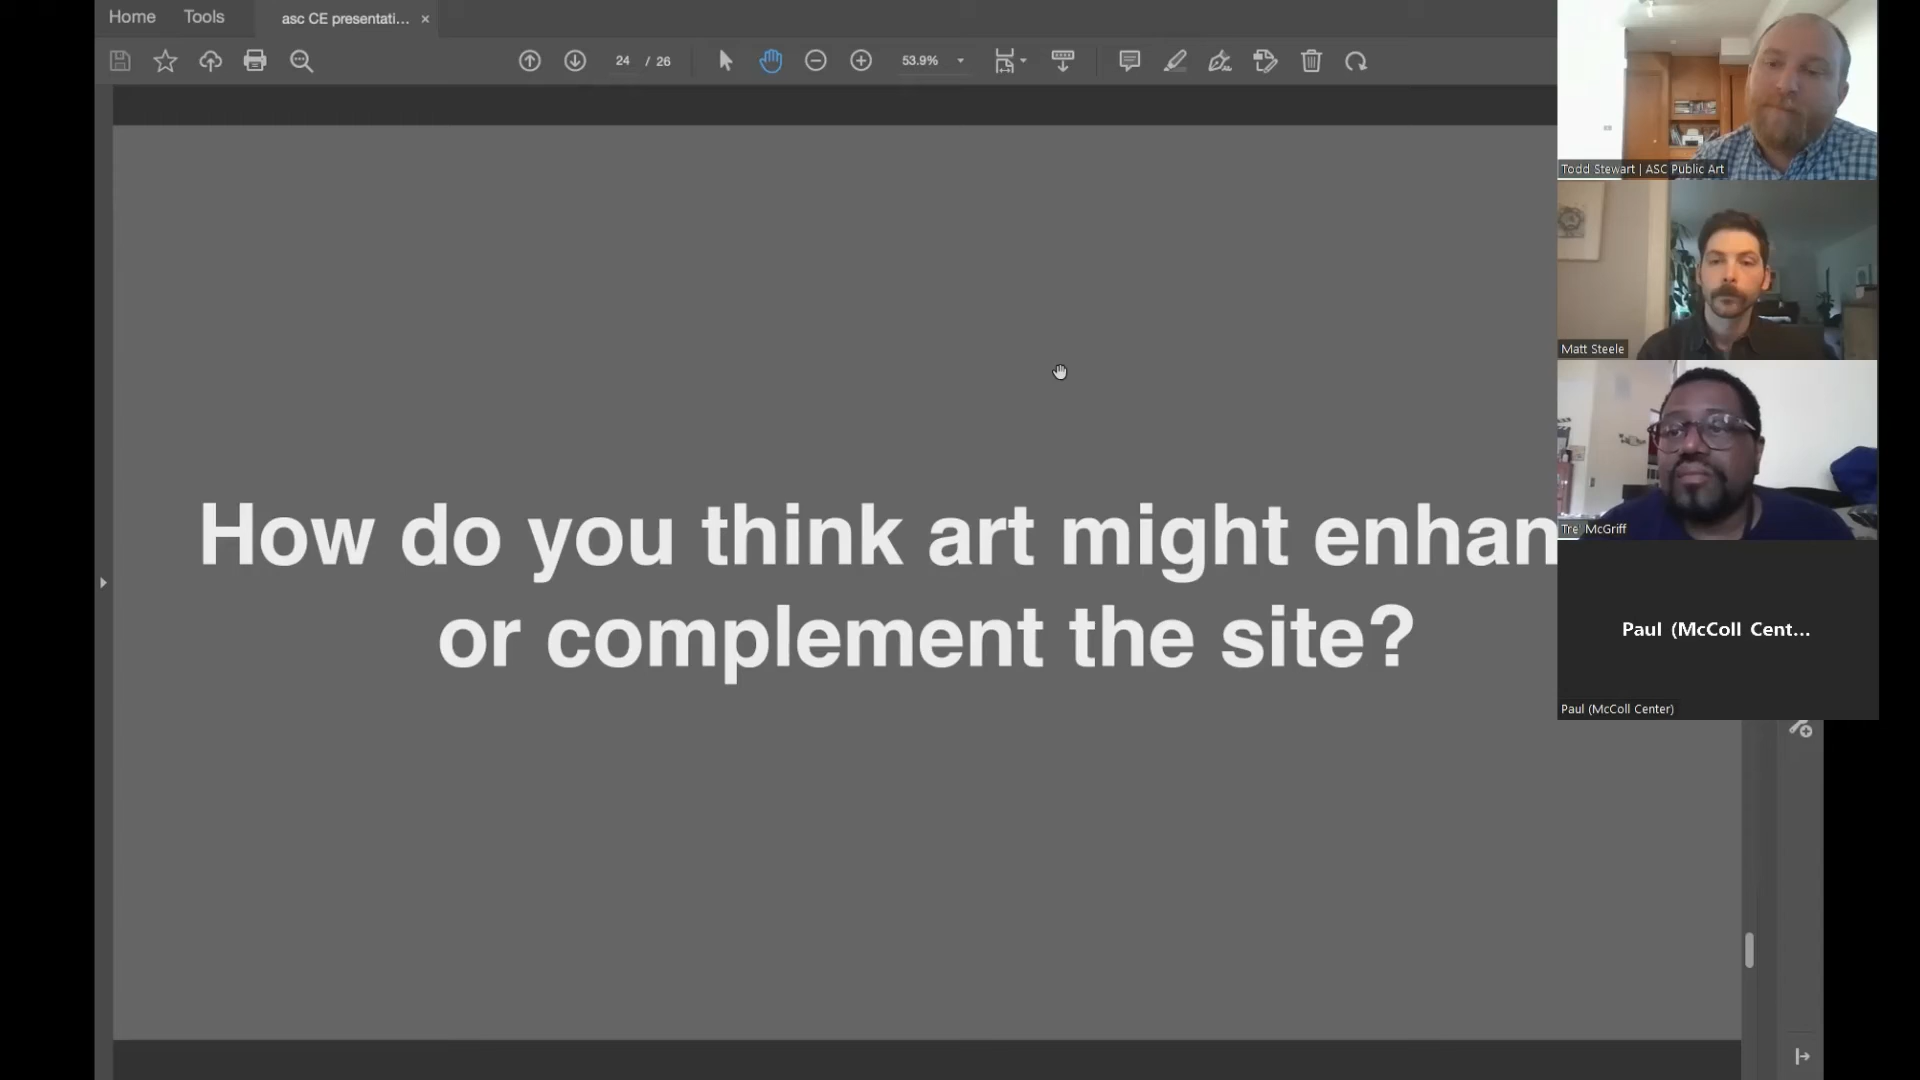 Home Tools asc CE presentati... ×
24 / 26 53.9%
How do you think art might enhan
or complement the site?
Todd Stewart | ASC Public Art
Matt Steele
Tre' McGriff
Paul (McColl Cent...
Paul (McColl Center)